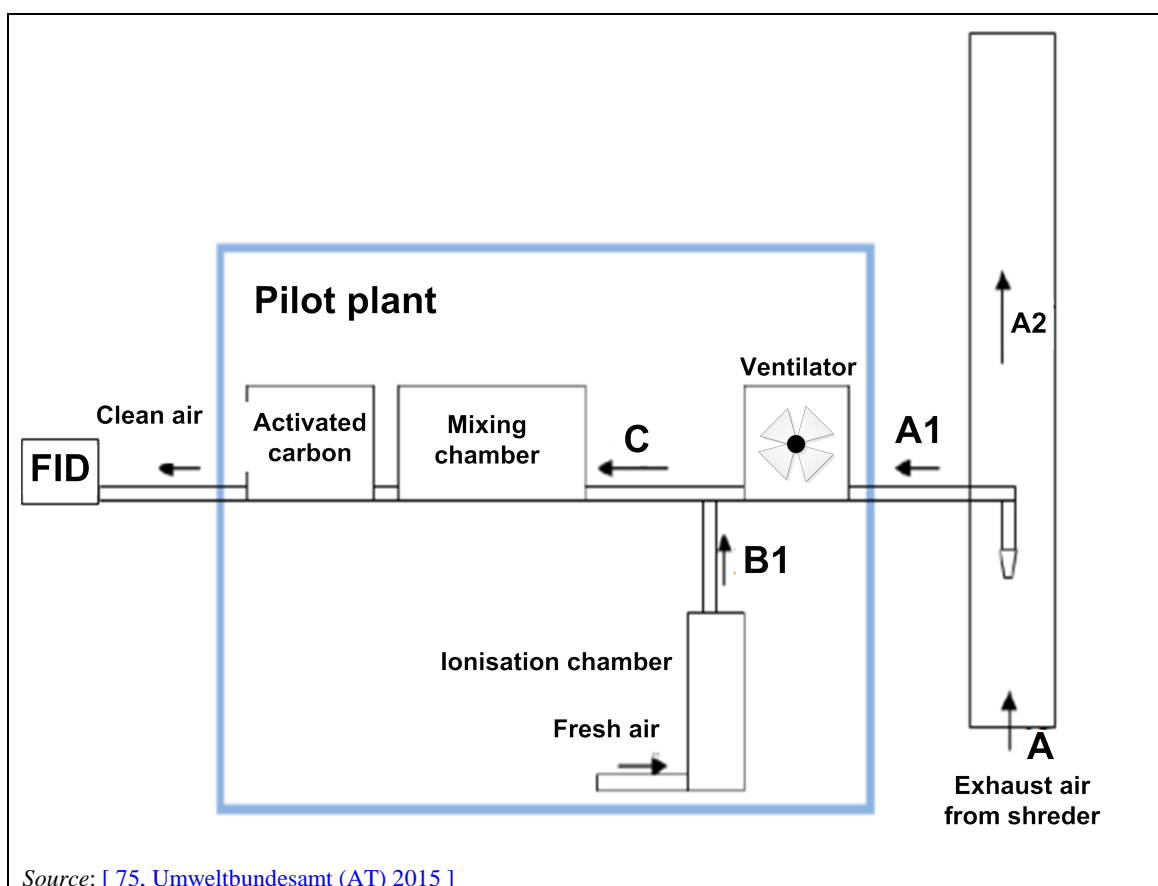 Pilot plant
A2
Ventilator
Clean air
Activated
carbon
Mixing
chamber
C
A1
FID
B1
Ionisation chamber
Fresh air
A
Exhaust air
from shreder
Source: [ 75, Umweltbundesamt (AT) 2015 ]